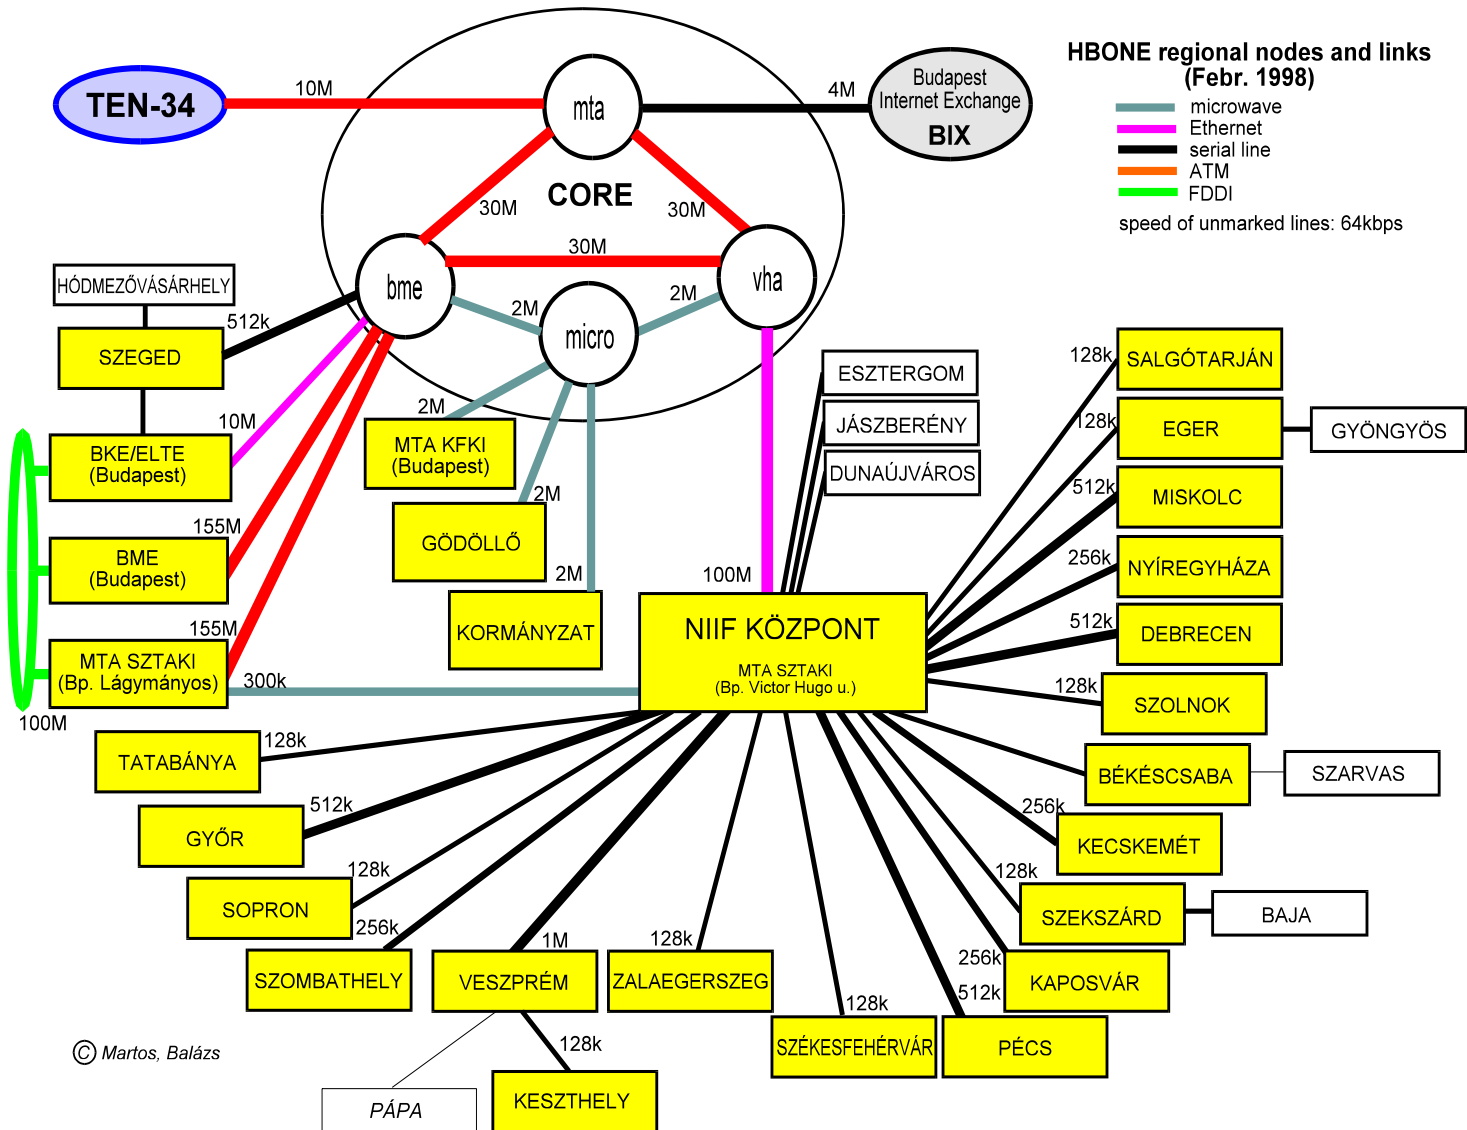 HBONE regional nodes and links
(Febr. 1998)
microwave
Ethernet
serial line
ATM
FDDI
speed of unmarked lines: 64kbps
TEN-34
10M
mta
4M
Budapest
Internet Exchange
BIX
CORE
30M
30M
30M
bme
vha
2M
2M
micro
HÓDMEZŐVÁSÁRHELY
512k
SZEGED
10M
BKE/ELTE
(Budapest)
155M
BME
(Budapest)
155M
MTA SZTAKI
(Bp. Lágymányos)
300k
100M
2M
MTA KFKI
(Budapest)
2M
GÖDÖLLŐ
2M
KORMÁNYZAT
100M
NIIF KÖZPONT
MTA SZTAKI
(Bp. Victor Hugo u.)
ESZTERGOM
JÁSZBERÉNY
DUNAÚJVÁROS
128k
SALGÓTARJÁN
128k
EGER
GYÖNGYÖS
512k
MISKOLC
256k
NYÍREGYHÁZA
512k
DEBRECEN
128k
SZOLNOK
BÉKÉSCSABA
SZARVAS
256k
KECSKEMÉT
128k
SZEKSZÁRD
BAJA
256k
KAPOSVÁR
512k
PÉCS
128k
SZÉKESFEHÉRVÁR
128k
ZALAEGERSZEG
1M
VESZPRÉM
128k
KESZTHELY
PÁPA
256k
SZOMBATHELY
128k
SOPRON
512k
GYŐR
128k
TATABÁNYA
© Martos, Balázs